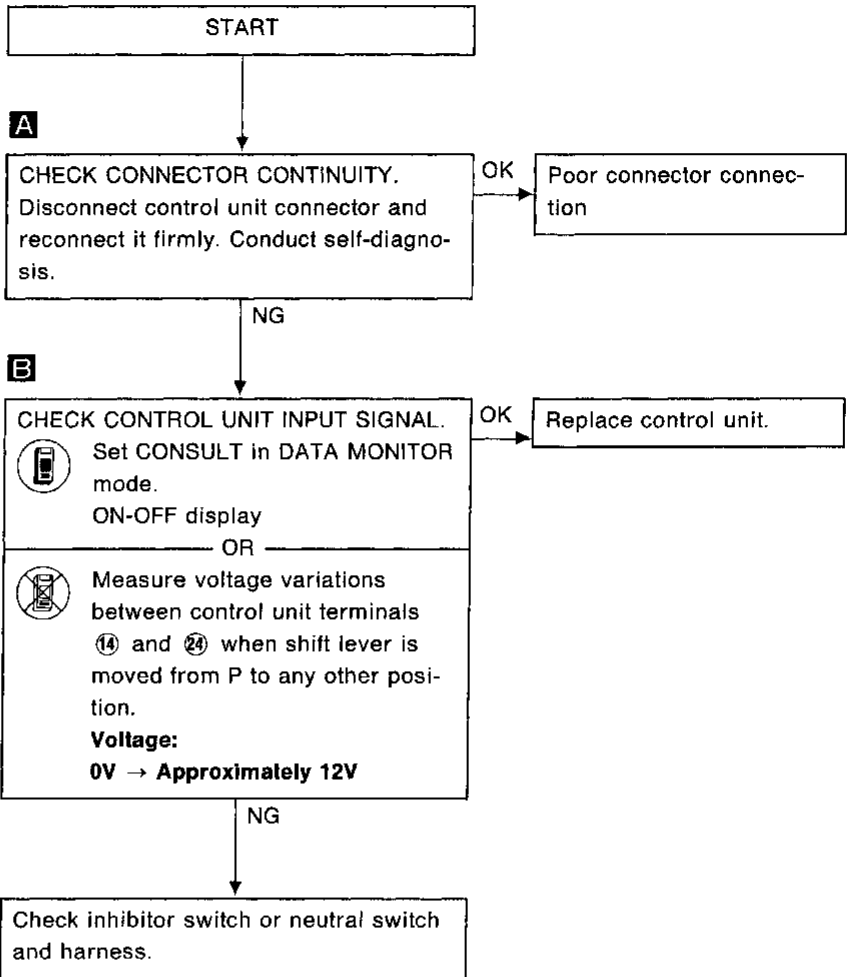 START
A
CHECK CONNECTOR CONTINUITY.
Disconnect control unit connector and
reconnect it firmly. Conduct self-diagno-
sis.
OK
Poor connector connec-
tion
NG
B
CHECK CONTROL UNIT INPUT SIGNAL.
Set CONSULT in DATA MONITOR
mode.
ON-OFF display
OK
Replace control unit.
OR
Measure voltage variations
between control unit terminals
⑭ and ㉔ when shift lever is
moved from P to any other posi-
tion.
Voltage:
0V → Approximately 12V
NG
Check inhibitor switch or neutral switch
and harness.